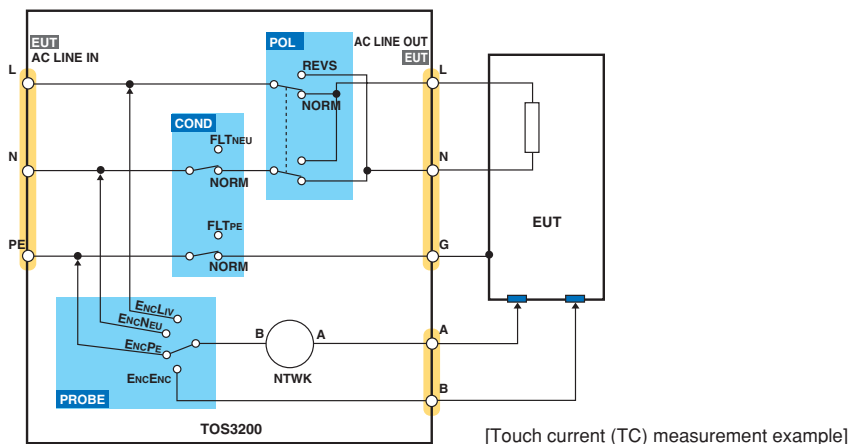 EUT
AC LINE IN
POL
AC LINE OUT
EUT
L
REVS
L
NORM
COND
FLTNEU
N
NORM
N
EUT
FLTPE
PE
NORM
G
ENCLIV
ENCNEU
ENCPE
B
A
A
ENCENC
NTWK
B
PROBE
TOS3200
[Touch current (TC) measurement example]